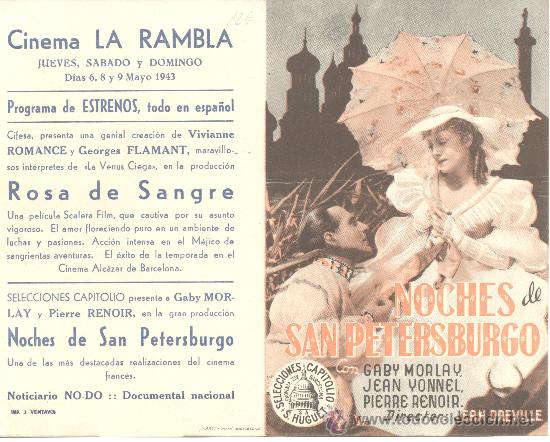 126
Cinema LA RAMBLA
JUEVES, SABADO y DOMINGO
Días 6, 8 y 9 Mayo 1943
Programa de ESTRENOS, todo en español
Cifesa, presenta una genial creación de Vivianne
ROMANCE y Georges FLAMANT, maravillo-
sos intérpretes de «La Venus Ciega», en la producción
Rosa de Sangre
Una película Scalera Film, que cautiva por su asunto
vigoroso. El amor floreciendo puro en un ambiente de
luchas y pasiones. Acción intensa en el Méjico de
sangrientas aventuras. El éxito de la temporada en el
Cinema Alcázar de Barcelona.
SELECCIONES CAPITOLIO presenta a Gaby MOR-
LAY y Pierre RENOIR, en la gran producción
Noches de San Petersburgo
Una de las más destacadas realizaciones del cinema
francés.
Noticiario NO-DO :: Documental nacional
IMP. J. VENTAYOL
NOCHES de
SAN PETERSBURGO
con
GABY MORLAY,
JEAN YONNEL,
PIERRE RENOIR.
Director: JEAN DREVILLE
SELECCIONES CAPITOLIO
S. HUGUET
todocoleccion.net